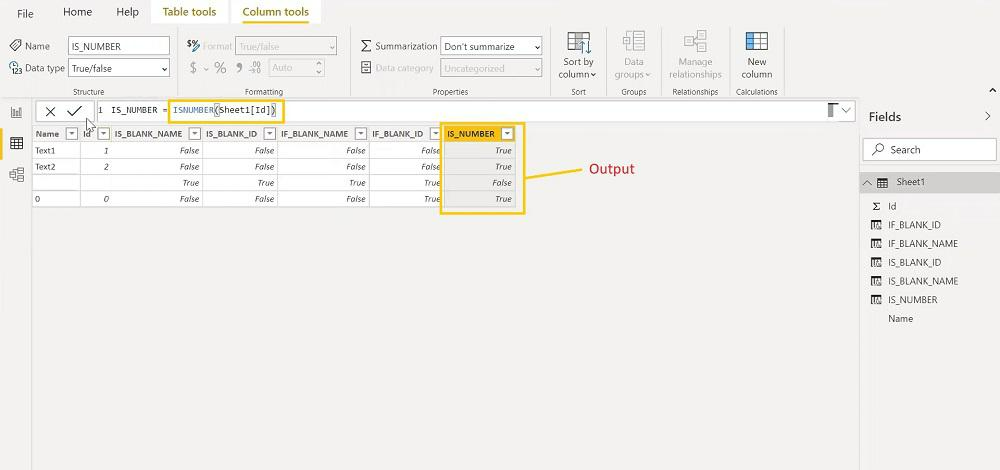 File Home Help Table tools Column tools
Name IS_NUMBER $% Format True/false Summarization Don't summarize Sort by column Data groups Manage relationships New column
Data type True/false $ % 9 .00 Auto Data category Uncategorized
Structure Formatting Properties Sort Groups Relationships Calculations
1 IS_NUMBER = ISNUMBER(Sheet1[Id])
Name Id IS_BLANK_NAME IS_BLANK_ID IF_BLANK_NAME IF_BLANK_ID IS_NUMBER
Text1 1 False False False False True
Text2 2 False False False False True
True True True True False
0 0 False False False True True
Output
Fields
Search
Sheet1
Id
IF_BLANK_ID
IF_BLANK_NAME
IS_BLANK_ID
IS_BLANK_NAME
IS_NUMBER
Name